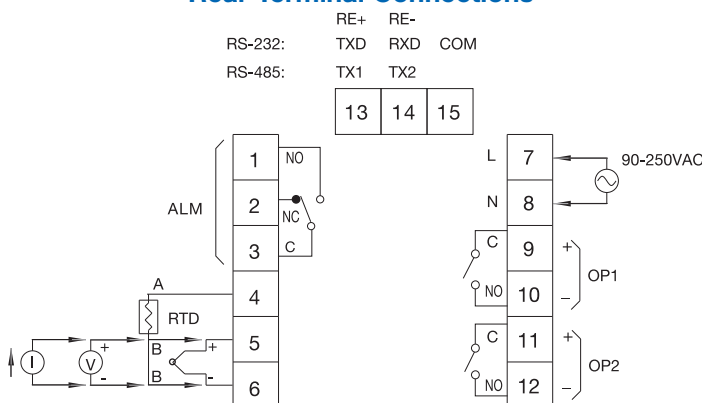 Rear Terminal Connections
RE+ RE-
RS-232: TXD RXD COM
RS-485: TX1 TX2
13 14 15
1 NO
2 NC
3 C
ALM
4 A
RTD
5 B +
6 B -
I
V + -
L 7 90-250VAC
N 8
C 9 +
OP1
NO 10 –
C 11 +
OP2
NO 12 –